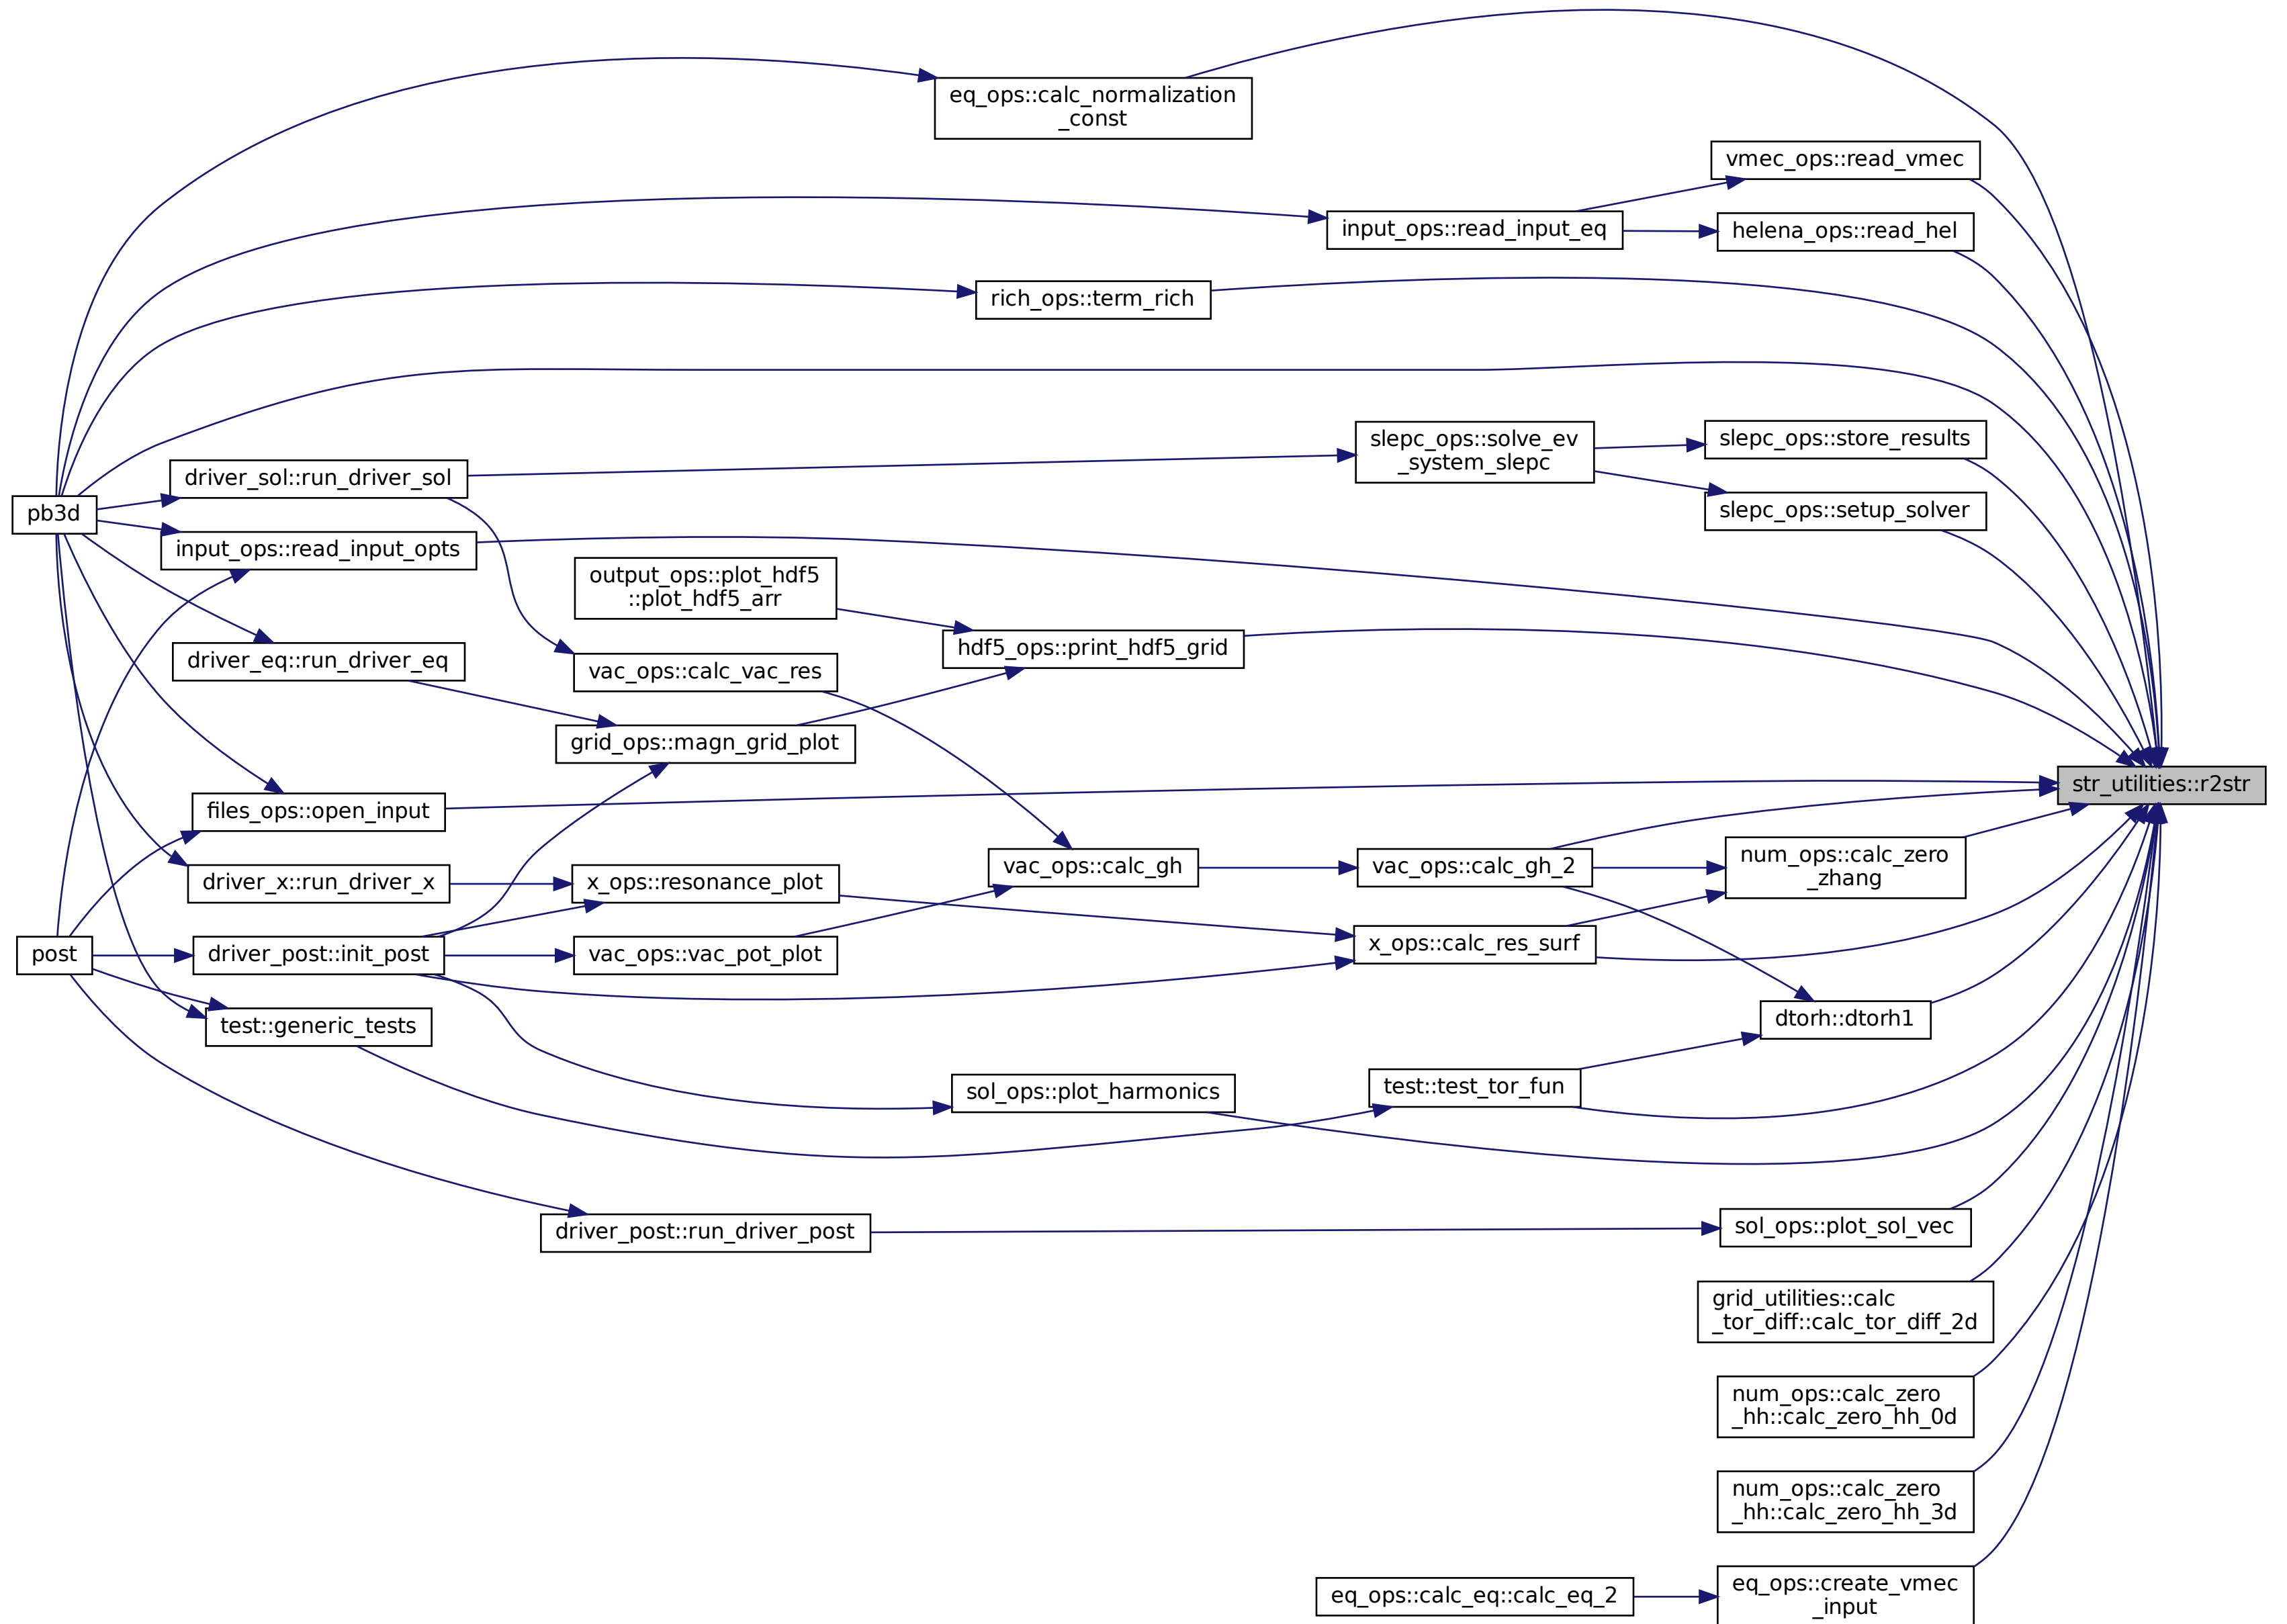 eq_ops::calc_normalization
_const
vmec_ops::read_vmec
input_ops::read_input_eq
helena_ops::read_hel
rich_ops::term_rich
slepc_ops::solve_ev
_system_slepc
slepc_ops::store_results
driver_sol::run_driver_sol
pb3d
slepc_ops::setup_solver
input_ops::read_input_opts
output_ops::plot_hdf5
::plot_hdf5_arr
driver_eq::run_driver_eq
vac_ops::calc_vac_res
hdf5_ops::print_hdf5_grid
grid_ops::magn_grid_plot
str_utilities::r2str
files_ops::open_input
driver_x::run_driver_x
x_ops::resonance_plot
vac_ops::calc_gh
vac_ops::calc_gh_2
num_ops::calc_zero
_zhang
post
driver_post::init_post
vac_ops::vac_pot_plot
x_ops::calc_res_surf
test::generic_tests
dtorh::dtorh1
sol_ops::plot_harmonics
test::test_tor_fun
driver_post::run_driver_post
sol_ops::plot_sol_vec
grid_utilities::calc
_tor_diff::calc_tor_diff_2d
num_ops::calc_zero
_hh::calc_zero_hh_0d
num_ops::calc_zero
_hh::calc_zero_hh_3d
eq_ops::calc_eq::calc_eq_2
eq_ops::create_vmec
_input